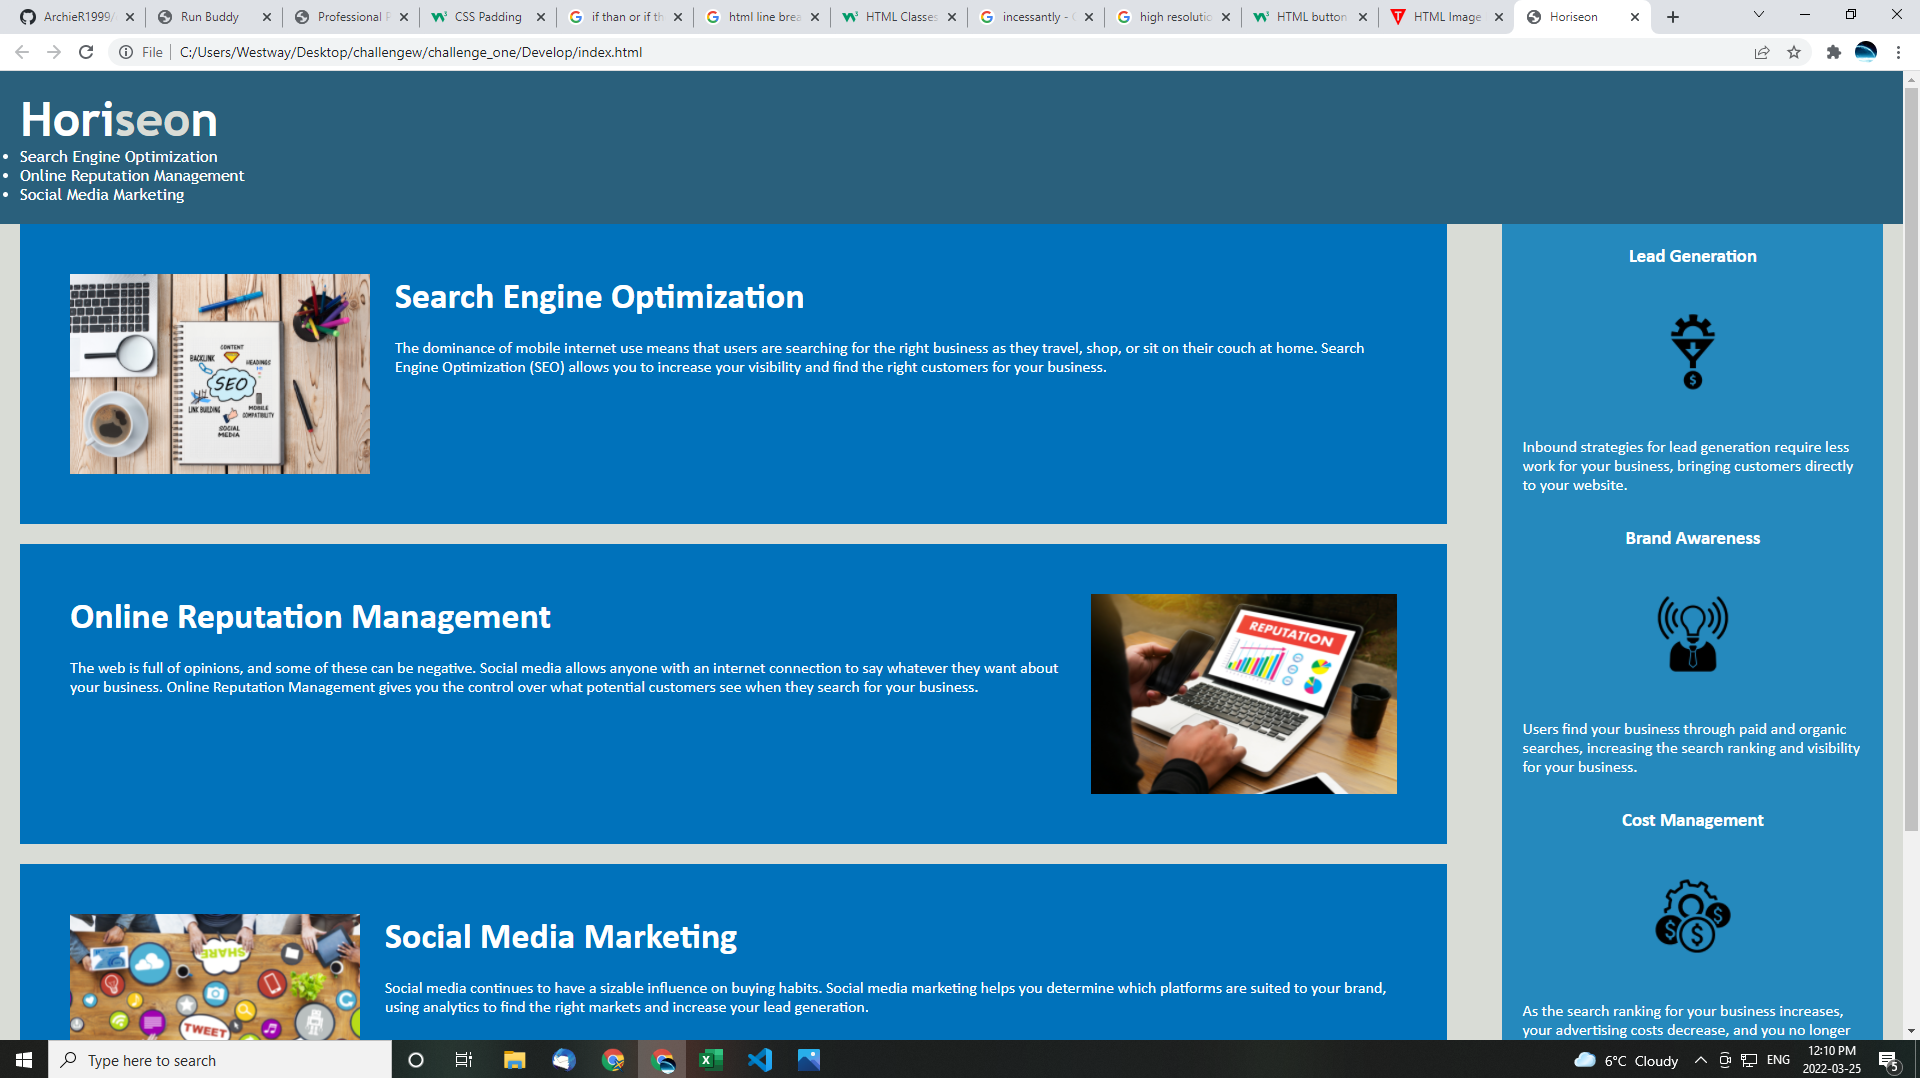 ArchieR1999/
Run Buddy
Professional P
CSS Padding
if than or if th
html line brea
HTML Classes
incessantly - G
high resolutio
HTML button
HTML Image
Horiseon
File
C:/Users/Westway/Desktop/challengew/challenge_one/Develop/index.html
Horiseon
• Search Engine Optimization
• Online Reputation Management
• Social Media Marketing
CONTENT
BACKLINK
HEADINGS
SEO
LINK BUILDING
MOBILE
COMPATIBILITY
SOCIAL
MEDIA
Search Engine Optimization
The dominance of mobile internet use means that users are searching for the right business as they travel, shop, or sit on their couch at home. Search
Engine Optimization (SEO) allows you to increase your visibility and find the right customers for your business.
Online Reputation Management
The web is full of opinions, and some of these can be negative. Social media allows anyone with an internet connection to say whatever they want about
your business. Online Reputation Management gives you the control over what potential customers see when they search for your business.
REPUTATION
SHARE
TWEET
Social Media Marketing
Social media continues to have a sizable influence on buying habits. Social media marketing helps you determine which platforms are suited to your brand,
using analytics to find the right markets and increase your lead generation.
Lead Generation
Inbound strategies for lead generation require less
work for your business, bringing customers directly
to your website.
Brand Awareness
Users find your business through paid and organic
searches, increasing the search ranking and visibility
for your business.
Cost Management
As the search ranking for your business increases,
your advertising costs decrease, and you no longer
Type here to search
6°C Cloudy
ENG
12:10 PM
2022-03-25
5